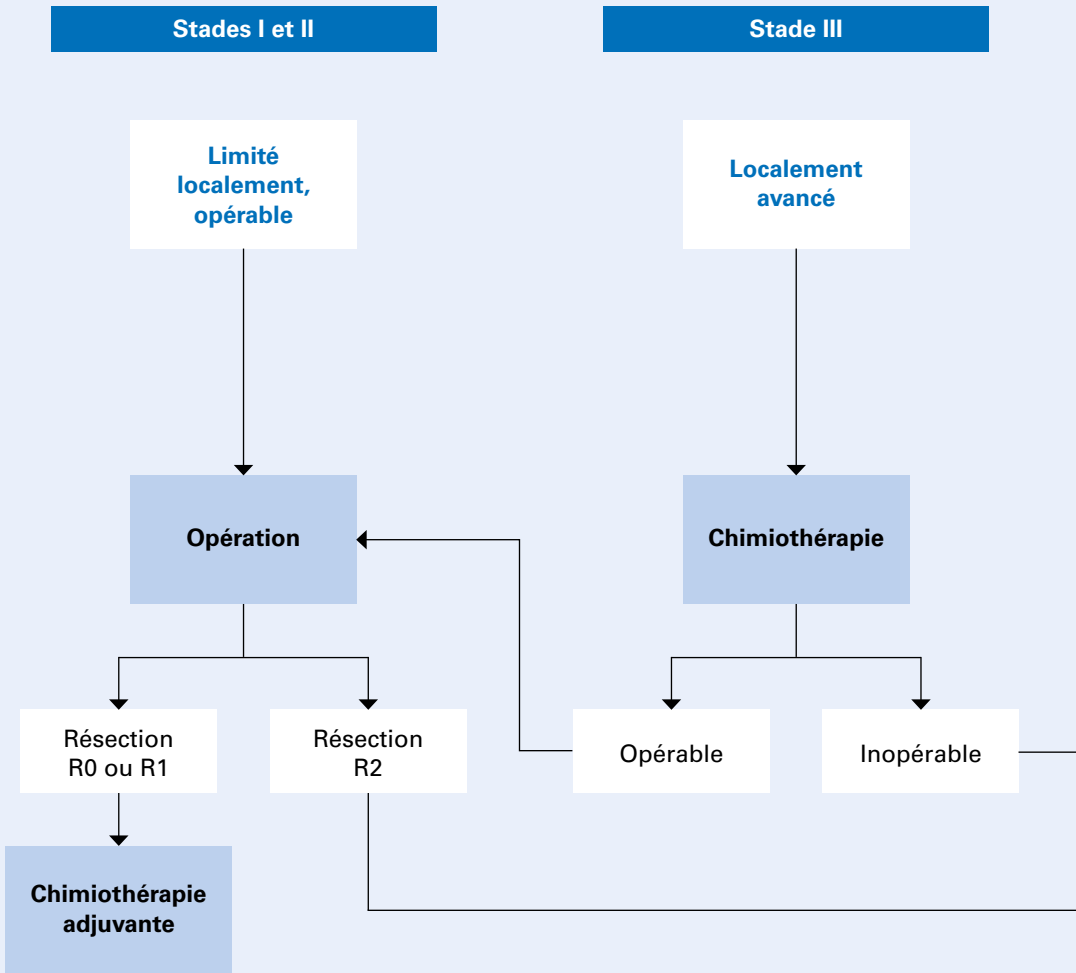 Stades I et II
Stade III
Limité
localement,
opérable
Localement
avancé
Opération
Chimiothérapie
Résection
R0 ou R1
Résection
R2
Opérable
Inopérable
Chimiothérapie
adjuvante